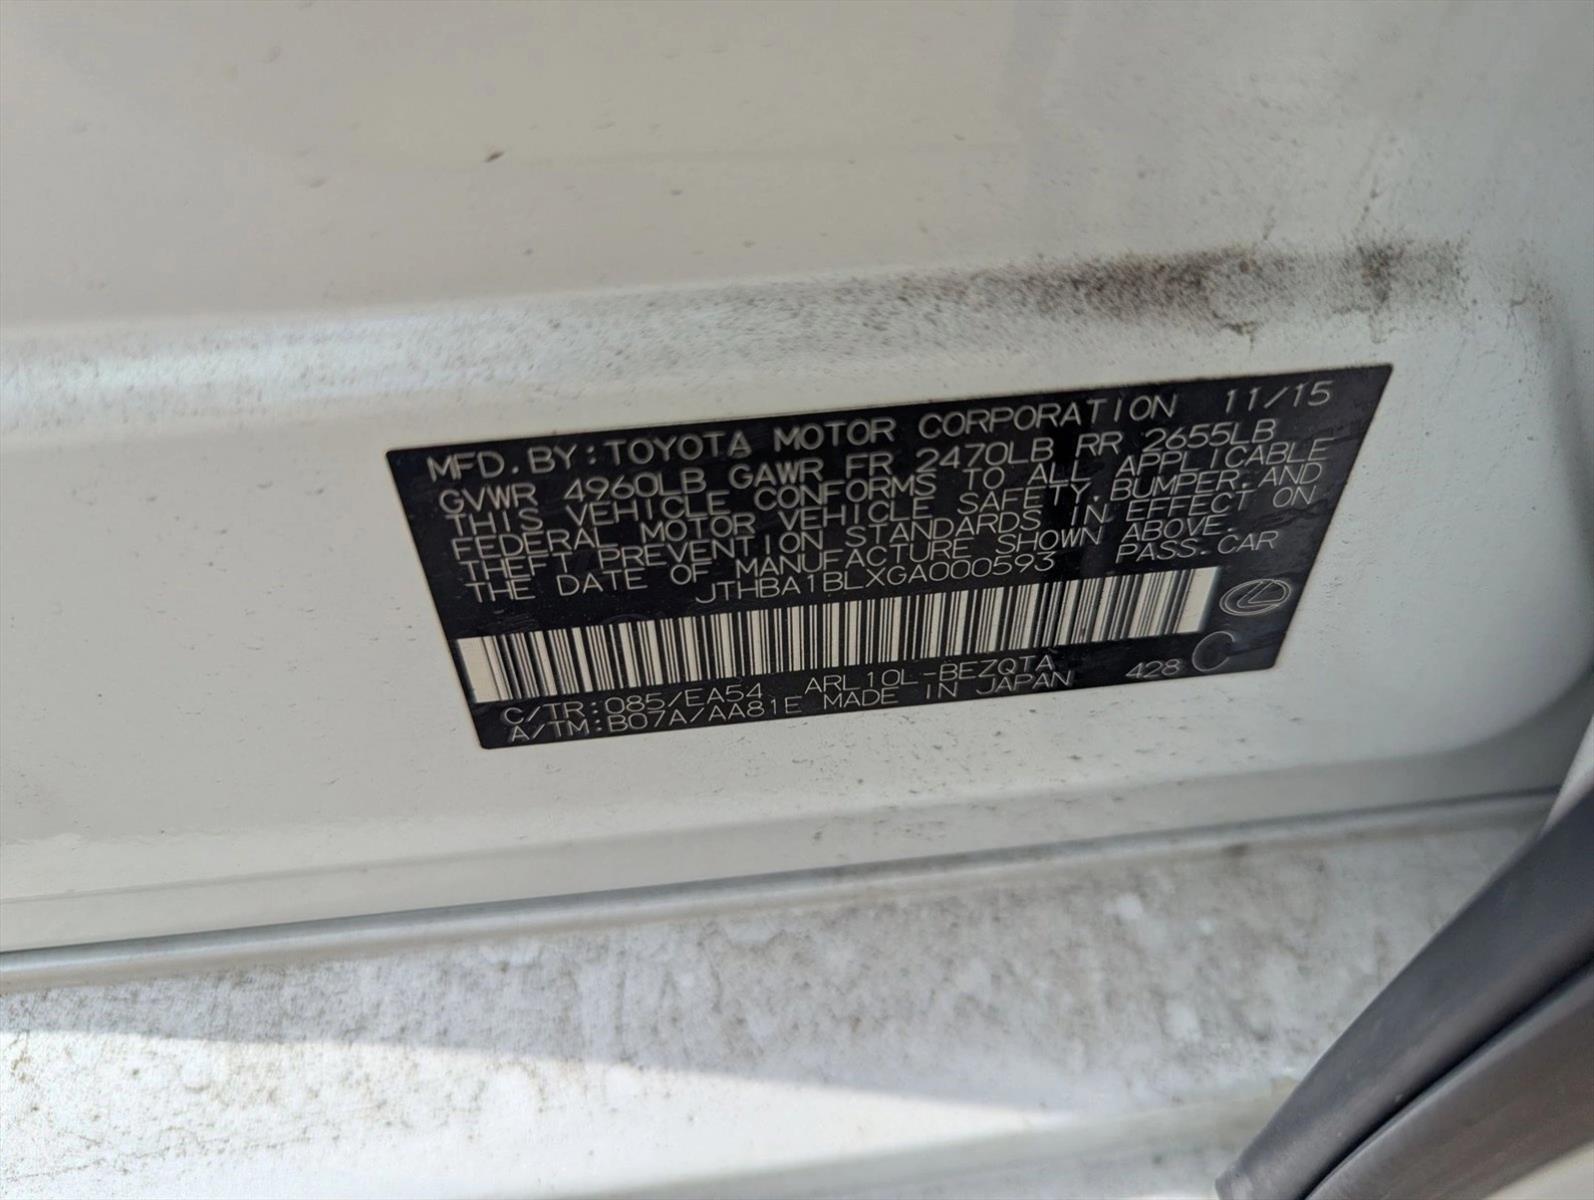 MFD. BY: TOYOTA MOTOR CORPORATION 11/15
GVWR 4960LB GAWR FR 2470LB RR 2655LB
THIS VEHICLE CONFORMS TO ALL APPLICABLE
FEDERAL MOTOR VEHICLE SAFETY, BUMPER, AND
THEFT PREVENTION STANDARDS IN EFFECT ON
THE DATE OF MANUFACTURE SHOWN ABOVE.
JTHBA1BLXGA000593 PASS. CAR
C/TR: 085/EA54 ARL10L-BEZQTA 428 C
A/TM: B07A/AA81E MADE IN JAPAN